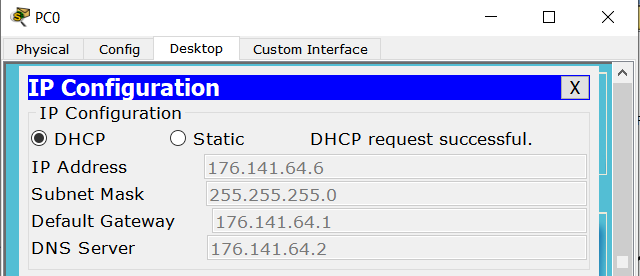 PC0
Physical Config Desktop Custom Interface
IP Configuration X
IP Configuration
DHCP Static DHCP request successful.
IP Address 176.141.64.6
Subnet Mask 255.255.255.0
Default Gateway 176.141.64.1
DNS Server 176.141.64.2